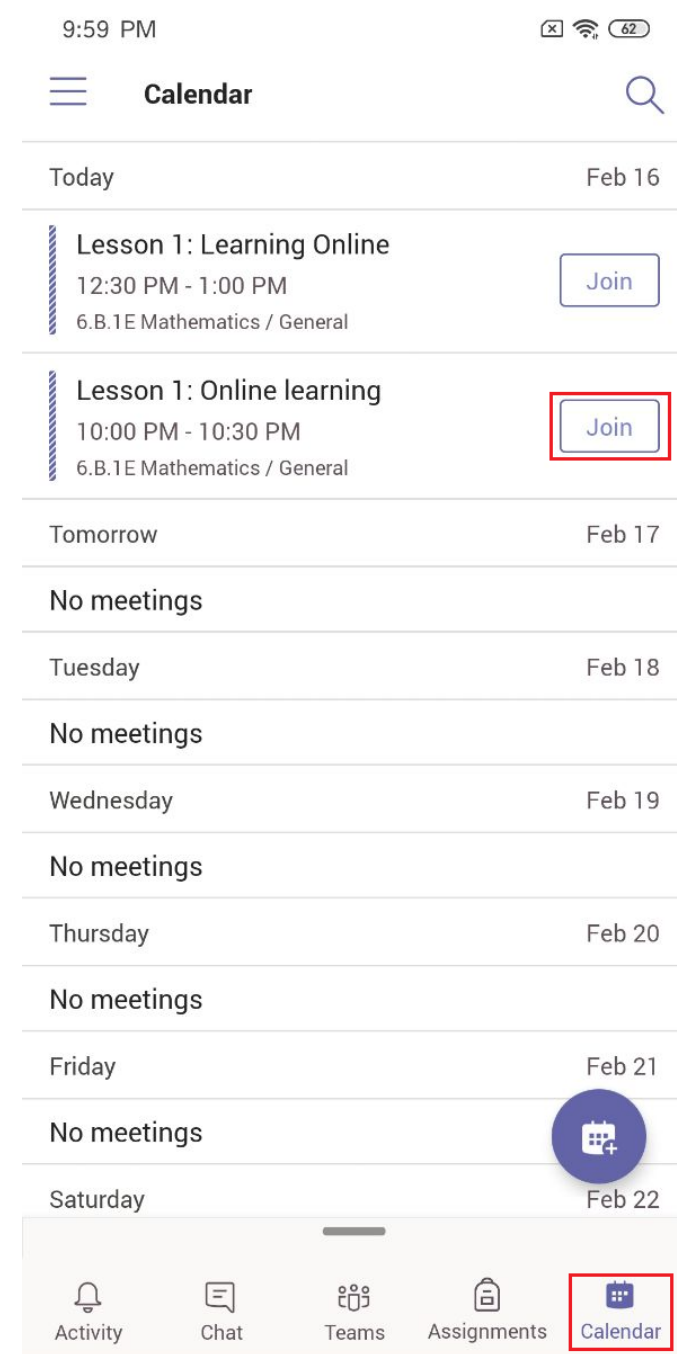 9:59 PM 62
Calendar
Today Feb 16
Lesson 1: Learning Online
12:30 PM - 1:00 PM
Join
6.B.1E Mathematics / General
Lesson 1: Online learning
10:00 PM - 10:30 PM
Join
6.B.1E Mathematics / General
Tomorrow Feb 17
No meetings
Tuesday Feb 18
No meetings
Wednesday Feb 19
No meetings
Thursday Feb 20
No meetings
Friday Feb 21
No meetings
Saturday Feb 22
Activity Chat Teams Assignments Calendar